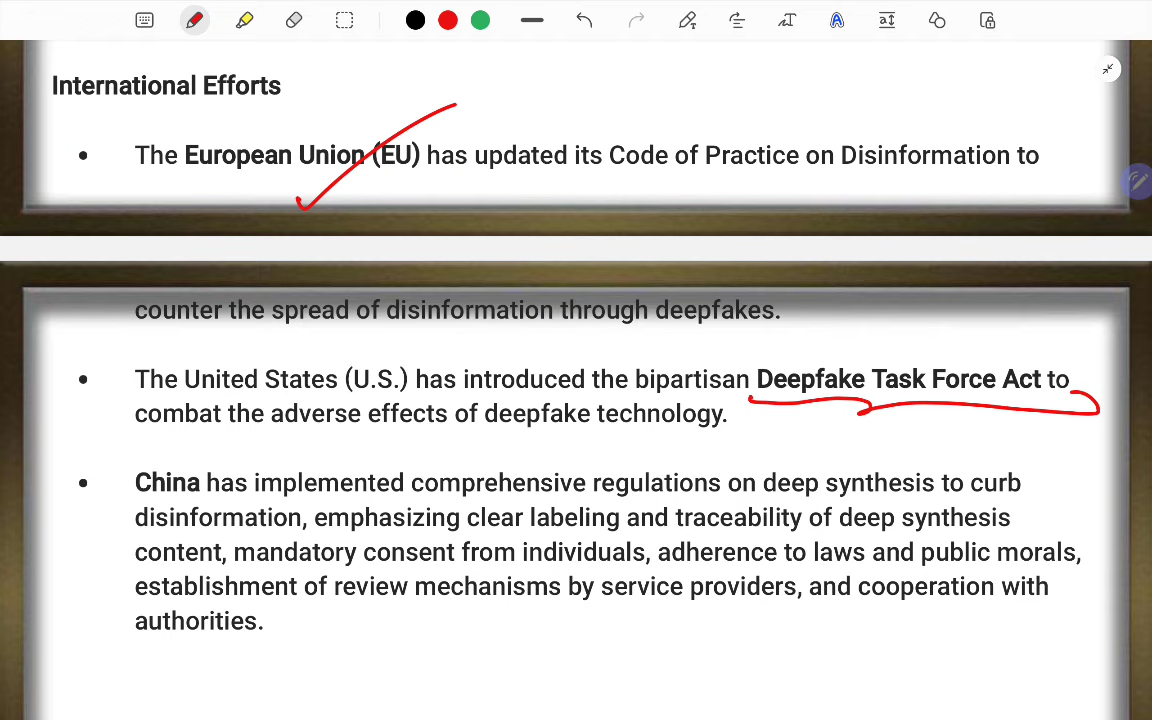 International Efforts
• The European Union (EU) has updated its Code of Practice on Disinformation to
counter the spread of disinformation through deepfakes.
• The United States (U.S.) has introduced the bipartisan Deepfake Task Force Act to
combat the adverse effects of deepfake technology.
• China has implemented comprehensive regulations on deep synthesis to curb
disinformation, emphasizing clear labeling and traceability of deep synthesis
content, mandatory consent from individuals, adherence to laws and public morals,
establishment of review mechanisms by service providers, and cooperation with
authorities.